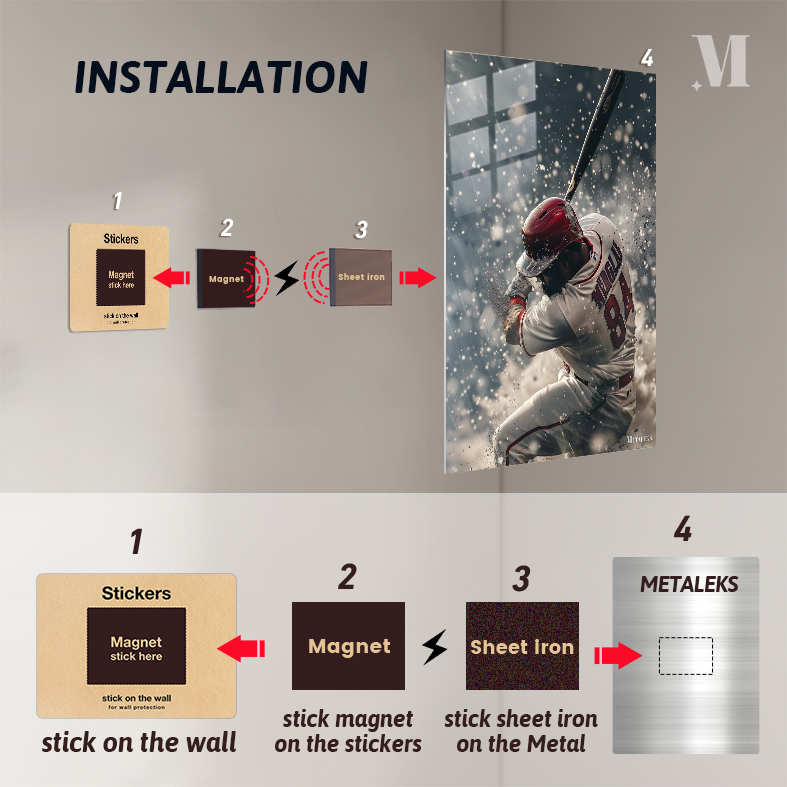 INSTALLATION
M
4
1
2
3
Stickers
Magnet
stick here
stick on the wall
for wall protection
Magnet
Sheet iron
84
METALEKS
1
2
3
4
Stickers
Magnet
stick here
stick on the wall
for wall protection
Magnet
Sheet iron
METALEKS
stick on the wall
stick magnet
on the stickers
stick sheet iron
on the Metal